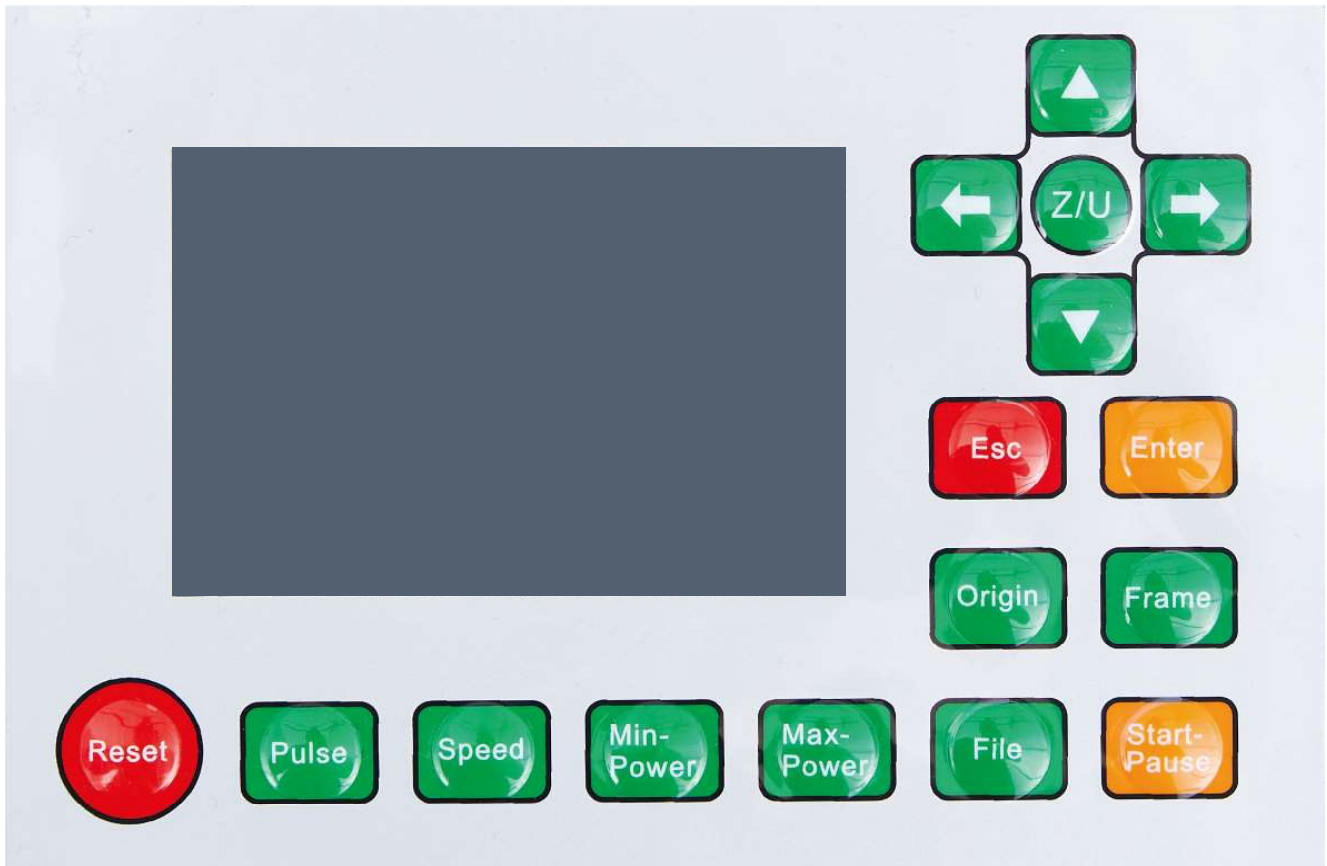 Z/U
Esc
Enter
Origin
Frame
Reset
Pulse
Speed
Min-
Power
Max-
Power
File
Start-
Pause